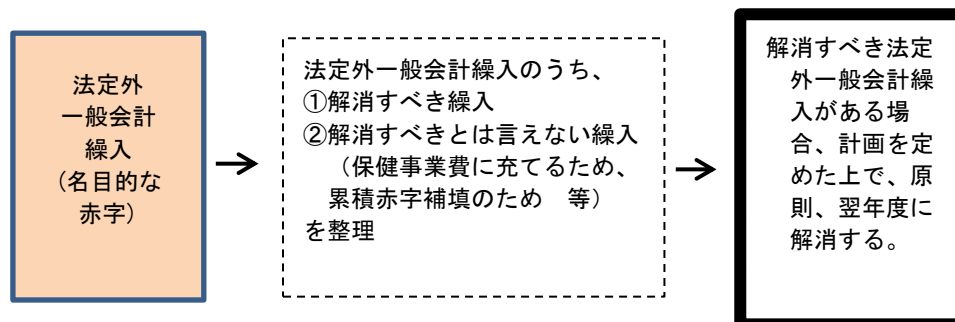 法定外
一般会計
繰入
（名目的な
赤字）
法定外一般会計繰入のうち、
①解消すべき繰入
②解消すべきとは言えない繰入
（保健事業費に充てるため、
累積赤字補填のため　等）
を整理
解消すべき法定
外一般会計繰
入がある場
合、計画を定
めた上で、原
則、翌年度に
解消する。